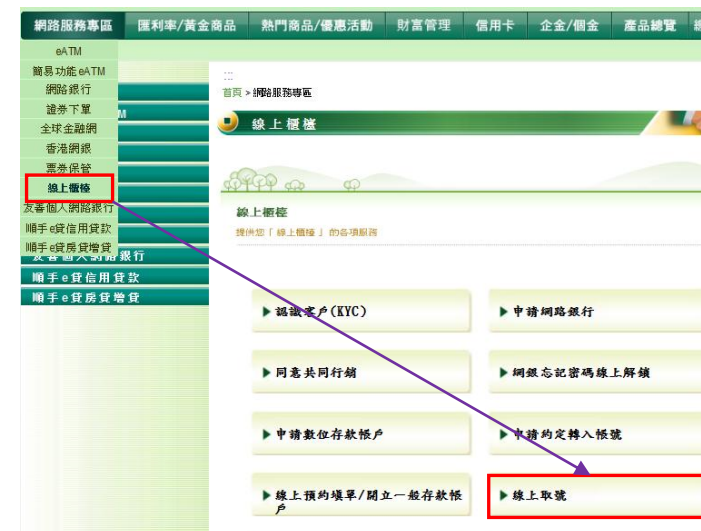 網路服務專區
匯利率/黃金商品
熱門商品/優惠活動
財富管理
信用卡
企金/個金
產品總覽
eATM
簡易功能 eATM
網路銀行
證券下單
M
全球金融網
香港網銀
票券保管
線上櫃檯
友善個人網路銀行
順手e貸信用貸款
順手e貸房貸增貸
友善個人網路銀行
順手e貸信用貸款
順手e貸房貸增貸
:::
首頁 > 網路服務專區
線上櫃檯
線上櫃檯
提供您「線上櫃檯」的各項服務
認識客戶(KYC)
申請網路銀行
同意共同行銷
網銀忘記密碼線上解鎖
申請數位存款帳戶
申請約定轉入帳號
線上預約填單/開立一般存款帳
戶
線上取號